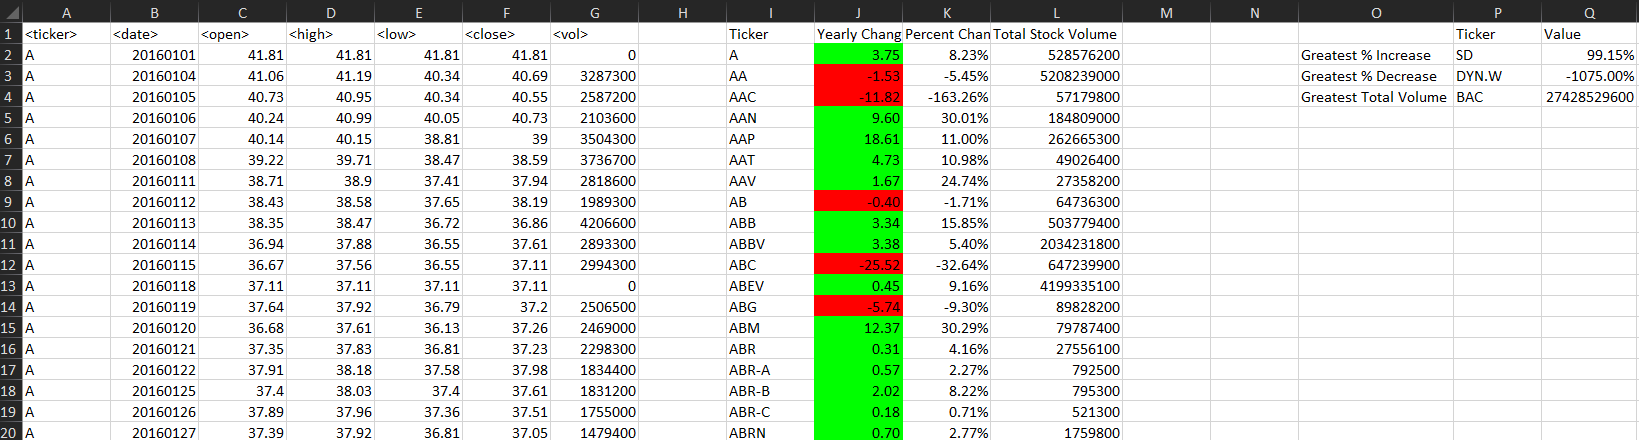 A B C D E F G H I J K L M N O P Q
1 <ticker> <date> <open> <high> <low> <close> <vol> Ticker Yearly Chang Percent Chan Total Stock Volume Ticker Value
2 A 20160101 41.81 41.81 41.81 41.81 0 A 3.75 8.23% 528576200 Greatest % Increase SD 99.15%
3 A 20160104 41.06 41.19 40.34 40.69 3287300 AA -1.53 -5.45% 5208239000 Greatest % Decrease DYN.W -1075.00%
4 A 20160105 40.73 40.95 40.34 40.55 2587200 AAC -11.82 -163.26% 57179800 Greatest Total Volume BAC 27428529600
5 A 20160106 40.24 40.99 40.05 40.73 2103600 AAN 9.60 30.01% 184809000
6 A 20160107 40.14 40.15 38.81 39 3504300 AAP 18.61 11.00% 262665300
7 A 20160108 39.22 39.71 38.47 38.59 3736700 AAT 4.73 10.98% 49026400
8 A 20160111 38.71 38.9 37.41 37.94 2818600 AAV 1.67 24.74% 27358200
9 A 20160112 38.43 38.58 37.65 38.19 1989300 AB -0.40 -1.71% 64736300
10 A 20160113 38.35 38.47 36.72 36.86 4206600 ABB 3.34 15.85% 503779400
11 A 20160114 36.94 37.88 36.55 37.61 2893300 ABBV 3.38 5.40% 2034231800
12 A 20160115 36.67 37.56 36.55 37.11 2994300 ABC -25.52 -32.64% 647239900
13 A 20160118 37.11 37.11 37.11 37.11 0 ABEV 0.45 9.16% 4199335100
14 A 20160119 37.64 37.92 36.79 37.2 2506500 ABG -5.74 -9.30% 89828200
15 A 20160120 36.68 37.61 36.13 37.26 2469000 ABM 12.37 30.29% 79787400
16 A 20160121 37.35 37.83 36.81 37.23 2298300 ABR 0.31 4.16% 27556100
17 A 20160122 37.91 38.18 37.58 37.98 1834400 ABR-A 0.57 2.27% 792500
18 A 20160125 37.4 38.03 37.4 37.61 1831200 ABR-B 2.02 8.22% 795300
19 A 20160126 37.89 37.96 37.36 37.51 1755000 ABR-C 0.18 0.71% 521300
20 A 20160127 37.39 37.92 36.81 37.05 1479400 ABRN 0.70 2.77% 1759800